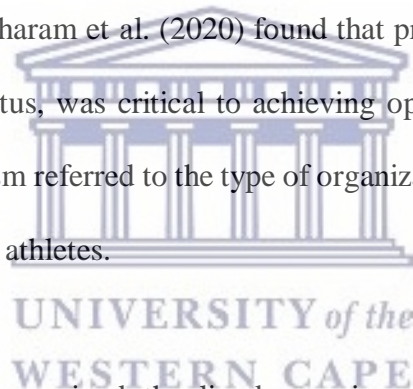 haram et al. (2020) found that pr
tus, was critical to achieving op
sm referred to the type of organiz
athletes.
UNIVERSITY of the
WESTERN CAPE